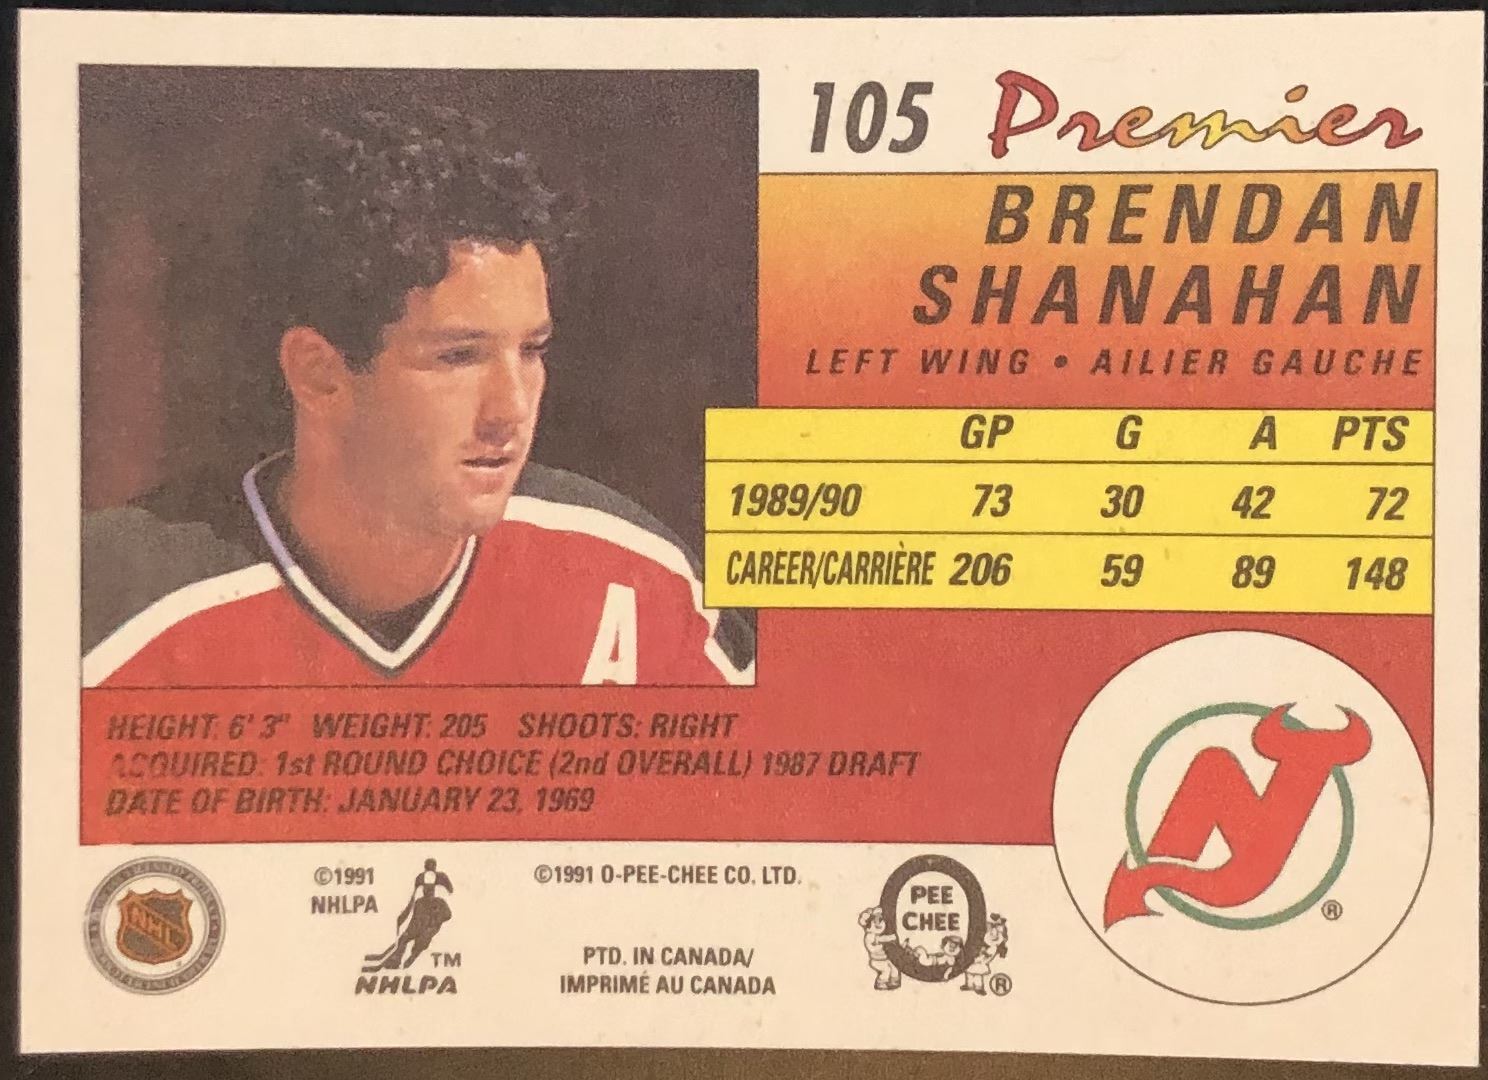 105 Premier
BRENDAN
SHANAHAN
LEFT WING • AILIER GAUCHE
GP G A PTS
1989/90 73 30 42 72
CAREER/CARRIÈRE 206 59 89 148
A
HEIGHT: 6' 3" WEIGHT: 205 SHOOTS: RIGHT
ACQUIRED: 1st ROUND CHOICE (2nd OVERALL) 1987 DRAFT
DATE OF BIRTH: JANUARY 23, 1969
NJ
®
NHL
©1991
NHLPA
TM
NHLPA
©1991 O-PEE-CHEE CO. LTD.
PTD. IN CANADA/
IMPRIMÉ AU CANADA
O
PEE
CHEE
®